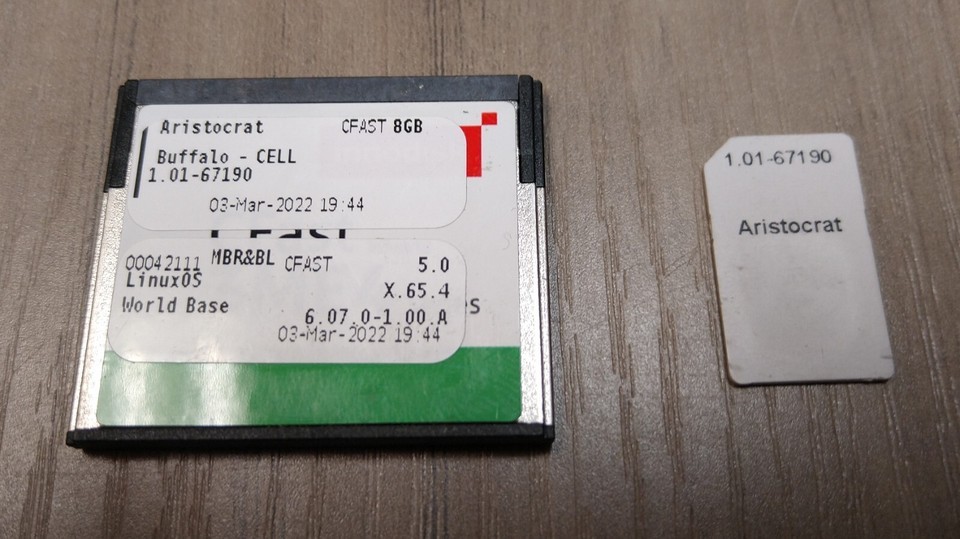 Aristocrat CFAST 8GB
Buffalo - CELL
1.01-67190
03-Mar-2022 19:44
CFast
00042111 MBR&BL CFAST 5.0
LinuxOS X.65.4
World Base 6.07.0-1.00.A
03-Mar-2022 19:44
1.01-67190
Aristocrat